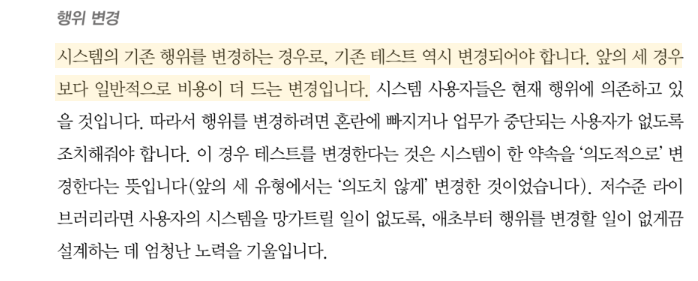 행위 변경
시스템의 기존 행위를 변경하는 경우로, 기존 테스트 역시 변경되어야 합니다. 앞의 세 경우
보다 일반적으로 비용이 더 드는 변경입니다. 시스템 사용자들은 현재 행위에 의존하고 있
을 것입니다. 따라서 행위를 변경하려면 혼란에 빠지거나 업무가 중단되는 사용자가 없도록
조치해줘야 합니다. 이 경우 테스트를 변경한다는 것은 시스템이 한 약속을 ‘의도적으로’ 변
경한다는 뜻입니다(앞의 세 유형에서는 ‘의도치 않게’ 변경한 것이었습니다). 저수준 라이
브러리라면 사용자의 시스템을 망가트릴 일이 없도록, 애초부터 행위를 변경할 일이 없게끔
설계하는 데 엄청난 노력을 기울입니다.